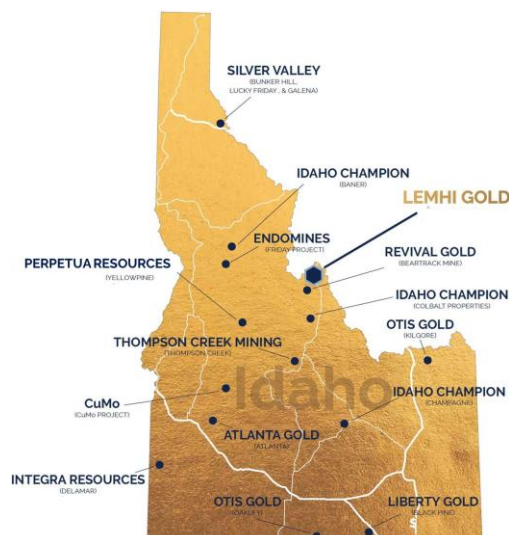 SILVER VALLEY
(BUNKER HILL,
LUCKY FRIDAY, & GALENA)
IDAHO CHAMPION
(BANER)
LEMHI GOLD
ENDOMINES
(FRIDAY PROJECT)
REVIVAL GOLD
(BEARTRACK MINE)
PERPETUA RESOURCES
(YELLOWPINE)
IDAHO CHAMPION
(COLBALT PROPERTIES)
OTIS GOLD
(KILGORE)
THOMPSON CREEK MINING
(THOMPSON CREEK)
Idaho
IDAHO CHAMPION
(CHAMPAGNE)
CuMo
(CuMo PROJECT)
ATLANTA GOLD
(ATLANTA)
INTEGRA RESOURCES
(DELAMAR)
OTIS GOLD
(OAKLEY)
LIBERTY GOLD
(BLACK PINE)